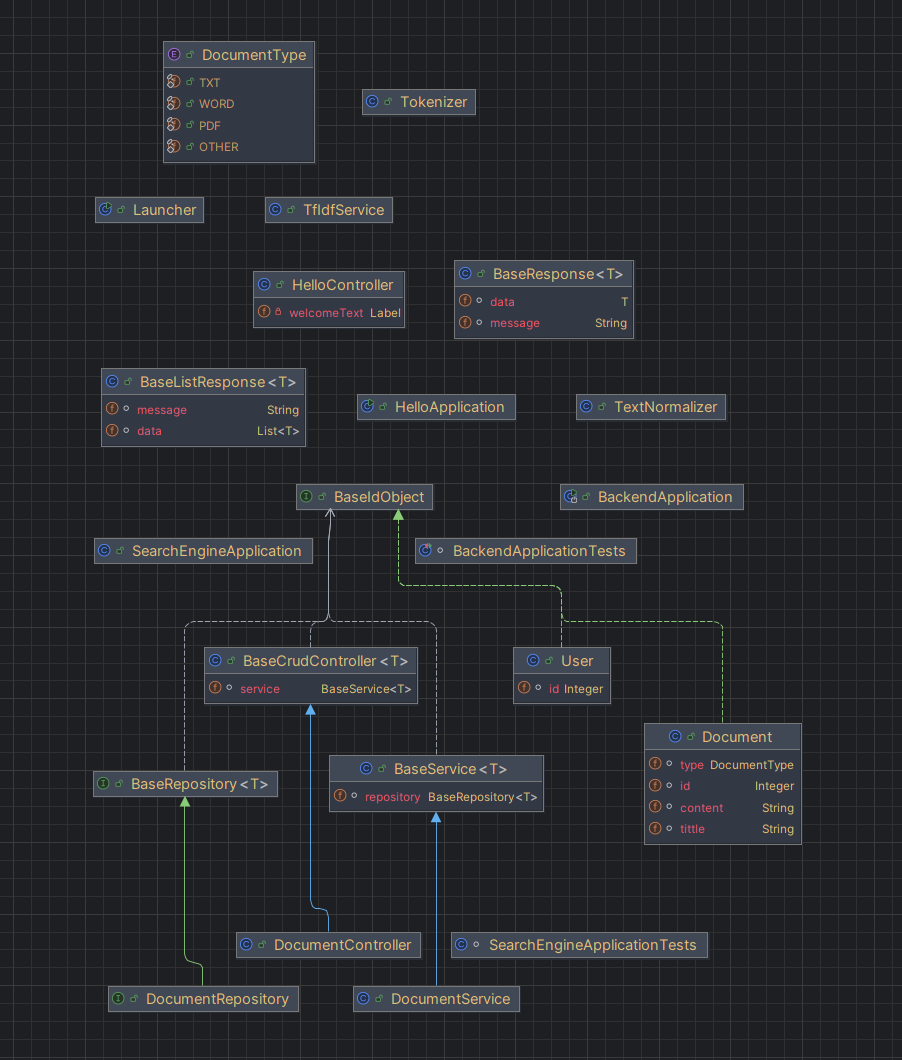 DocumentType
TXT
WORD
PDF
OTHER
Tokenizer
Launcher
TfIdfService
HelloController
welcomeText Label
BaseResponse<T>
data T
message String
BaseListResponse<T>
message String
data List<T>
HelloApplication
TextNormalizer
BaseIdObject
BackendApplication
SearchEngineApplication
BackendApplicationTests
BaseCrudController<T>
service BaseService<T>
User
id Integer
Document
type DocumentType
id Integer
content String
tittle String
BaseRepository<T>
BaseService<T>
repository BaseRepository<T>
DocumentController
SearchEngineApplicationTests
DocumentRepository
DocumentService